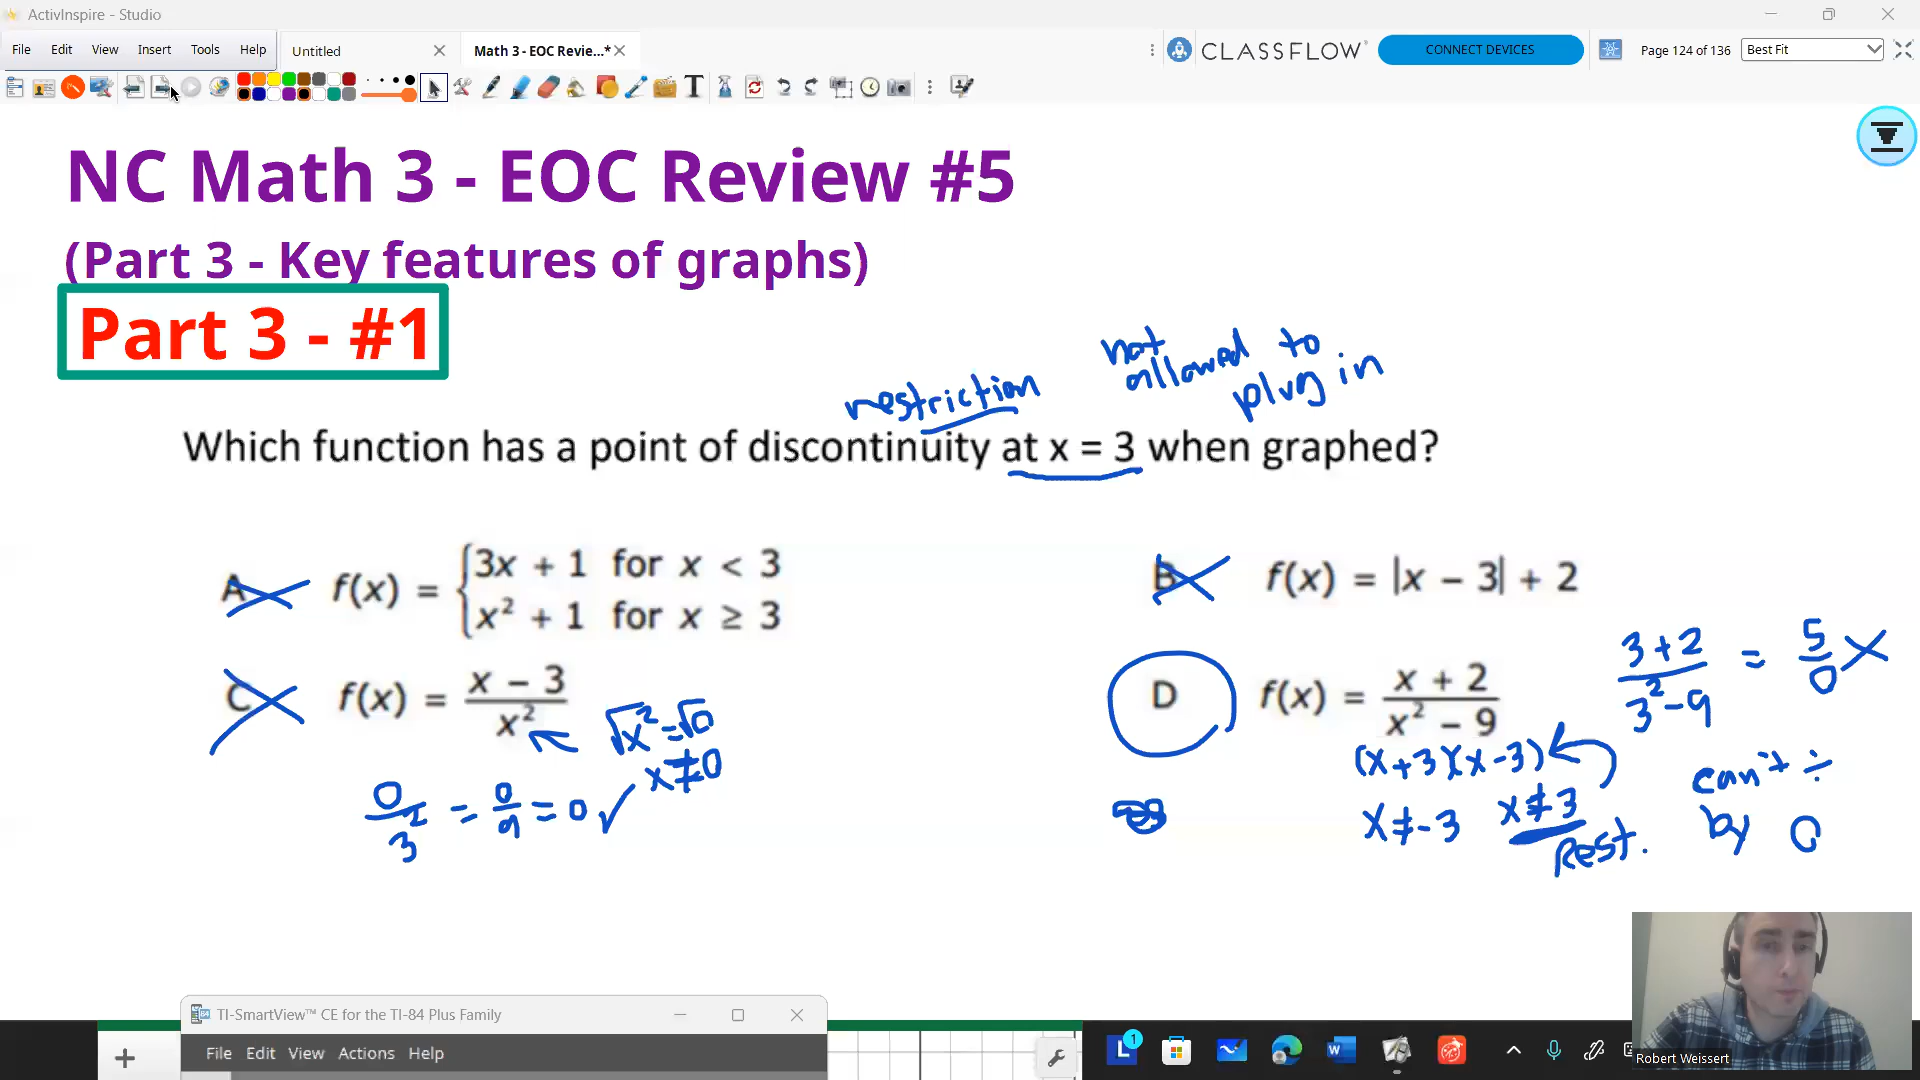 ActivInspire - Studio
File Edit View Insert Tools Help
Untitled
Math 3 - EOC Revie...*
CLASSFLOW
CONNECT DEVICES
Page 124 of 136
Best Fit
NC Math 3 - EOC Review #5
(Part 3 - Key features of graphs)
Part 3 - #1
restriction
not allowed to plug in
Which function has a point of discontinuity at x = 3 when graphed?
A f(x) = {3x + 1 for x < 3
x² + 1 for x ≥ 3
B f(x) = |x − 3| + 2
C f(x) = (x − 3)/x²
√x² = √0
x ≠ 0
0/3² = 0/9 = 0 ✓
D f(x) = (x + 2)/(x² − 9)
(3+2)/(3²-9) = 5/0 X
(x+3)(x-3)
x ≠ -3 x ≠ 3
Rest.
can't ÷
by 0
TI-SmartView™ CE for the TI-84 Plus Family
File Edit View Actions Help
L 1
W
Robert Weissert